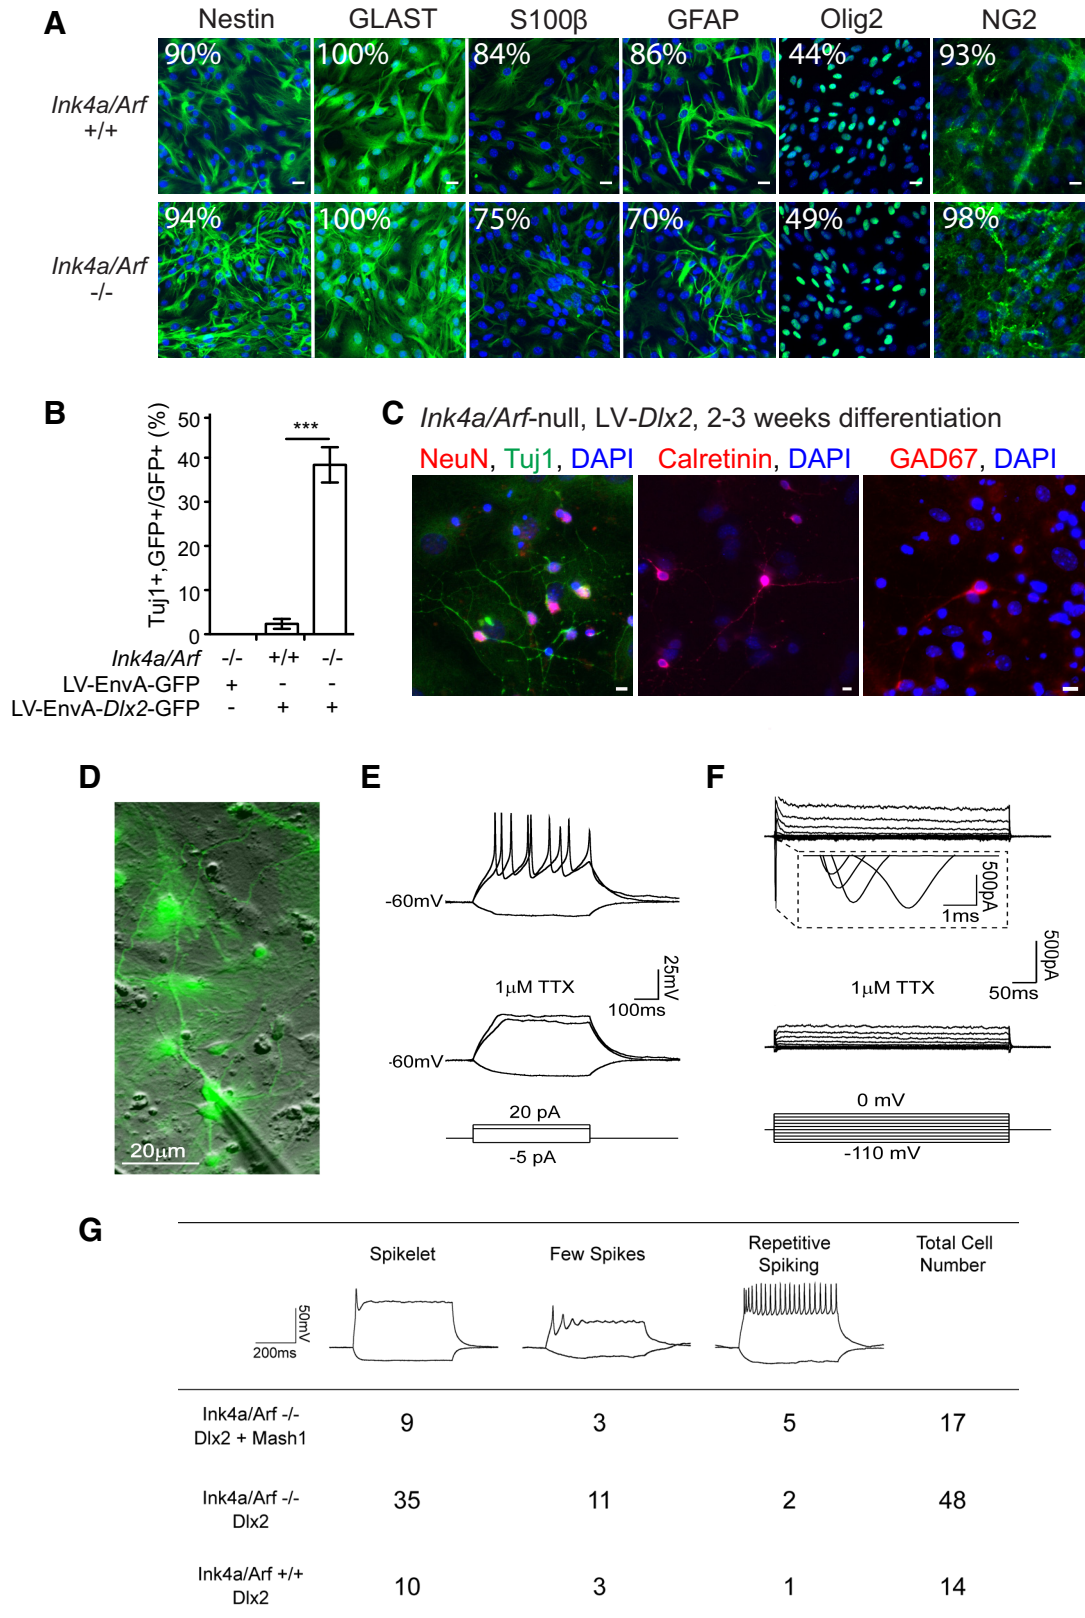 A
Nestin GLAST S100β GFAP Olig2 NG2
Ink4a/Arf
+/+
90% 100% 84% 86% 44% 93%
Ink4a/Arf
-/-
94% 100% 75% 70% 49% 98%
B
Tuj1+,GFP+/GFP+ (%)
50
40
30
20
10
0
***
Ink4a/Arf -/- +/+ -/-
LV-EnvA-GFP + - -
LV-EnvA-Dlx2-GFP - + +
C
Ink4a/Arf-null, LV-Dlx2, 2-3 weeks differentiation
NeuN, Tuj1, DAPI Calretinin, DAPI GAD67, DAPI
D
20µm
E
-60mV
1µM TTX
25mV
100ms
-60mV
20 pA
-5 pA
F
500pA
1ms
500pA
50ms
1µM TTX
0 mV
-110 mV
G
Spikelet Few Spikes Repetitive Spiking Total Cell Number
50mV
200ms
Ink4a/Arf -/-
Dlx2 + Mash1
9 3 5 17
Ink4a/Arf -/-
Dlx2
35 11 2 48
Ink4a/Arf +/+
Dlx2
10 3 1 14